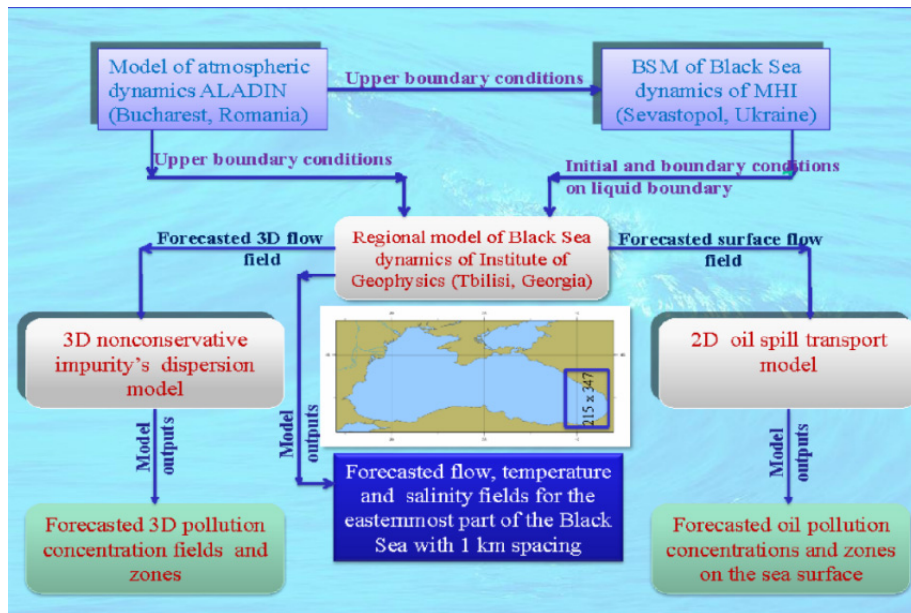 Model of atmospheric
dynamics ALADIN
(Bucharest, Romania)
Upper boundary conditions
BSM of Black Sea
dynamics of MHI
(Sevastopol, Ukraine)
Upper boundary conditions
Initial and boundary conditions
on liquid boundary
Forecasted 3D flow
field
Regional model of Black Sea
dynamics of Institute of
Geophysics (Tbilisi, Georgia)
Forecasted surface flow
field
3D nonconservative
impurity's dispersion
model
215 x 347
2D oil spill transport
model
Model
outputs
Model
outputs
Model
outputs
Forecasted 3D pollution
concentration fields and
zones
Forecasted flow, temperature
and salinity fields for the
easternmost part of the Black
Sea with 1 km spacing
Forecasted oil pollution
concentrations and zones
on the sea surface